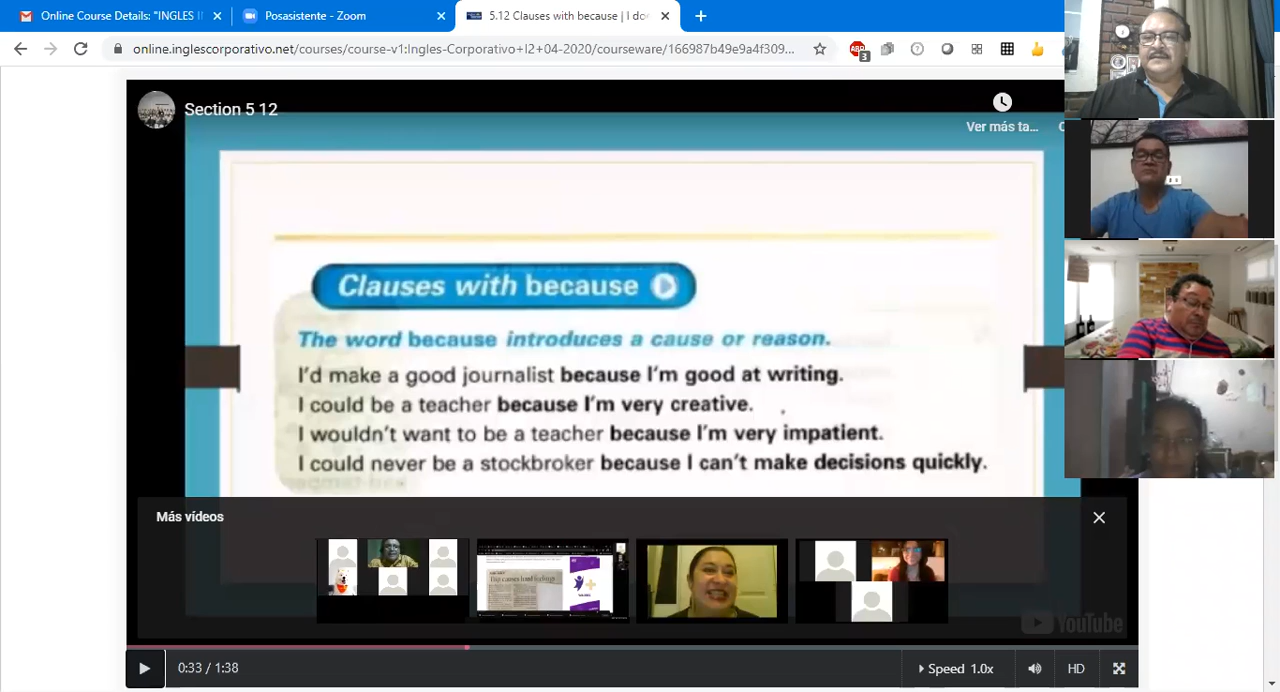 Online Course Details: "INGLES I
Posasistente - Zoom
5.12 Clauses with because | I do
online.inglescorporativo.net/courses/course-v1:Ingles-Corporativo+I2+04-2020/courseware/166987b49e9a4f309...
ABP
3
Section 5 12
Ver más ta...
Clauses with because
The word because introduces a cause or reason.
I'd make a good journalist because I'm good at writing.
I could be a teacher because I'm very creative.
I wouldn't want to be a teacher because I'm very impatient.
I could never be a stockbroker because I can't make decisions quickly.
Más vídeos
YouTube
0:33 / 1:38
Speed 1.0x
HD